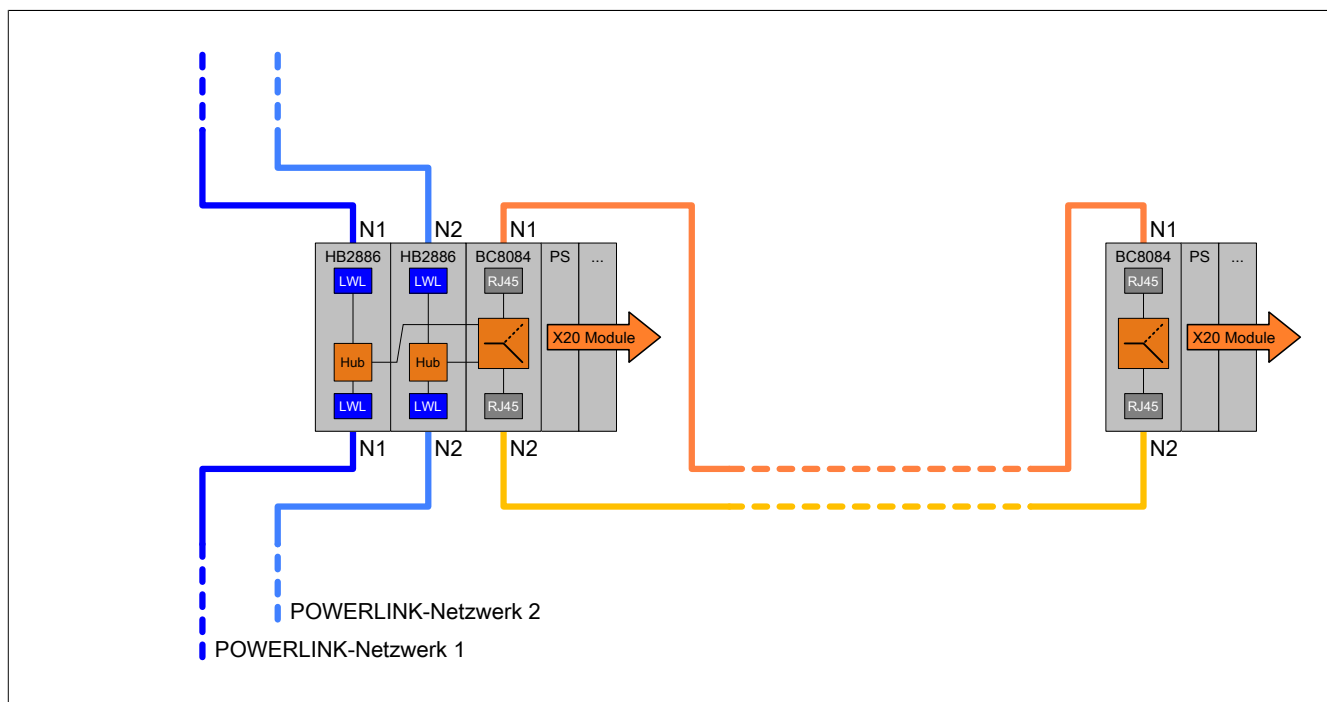 N1 N2 N1 N1
HB2886 HB2886 BC8084 PS ... BC8084 PS ...
LWL LWL RJ45 RJ45
X20 Module X20 Module
Hub Hub
LWL LWL RJ45 RJ45
N1 N2 N2 N2
POWERLINK-Netzwerk 2
POWERLINK-Netzwerk 1